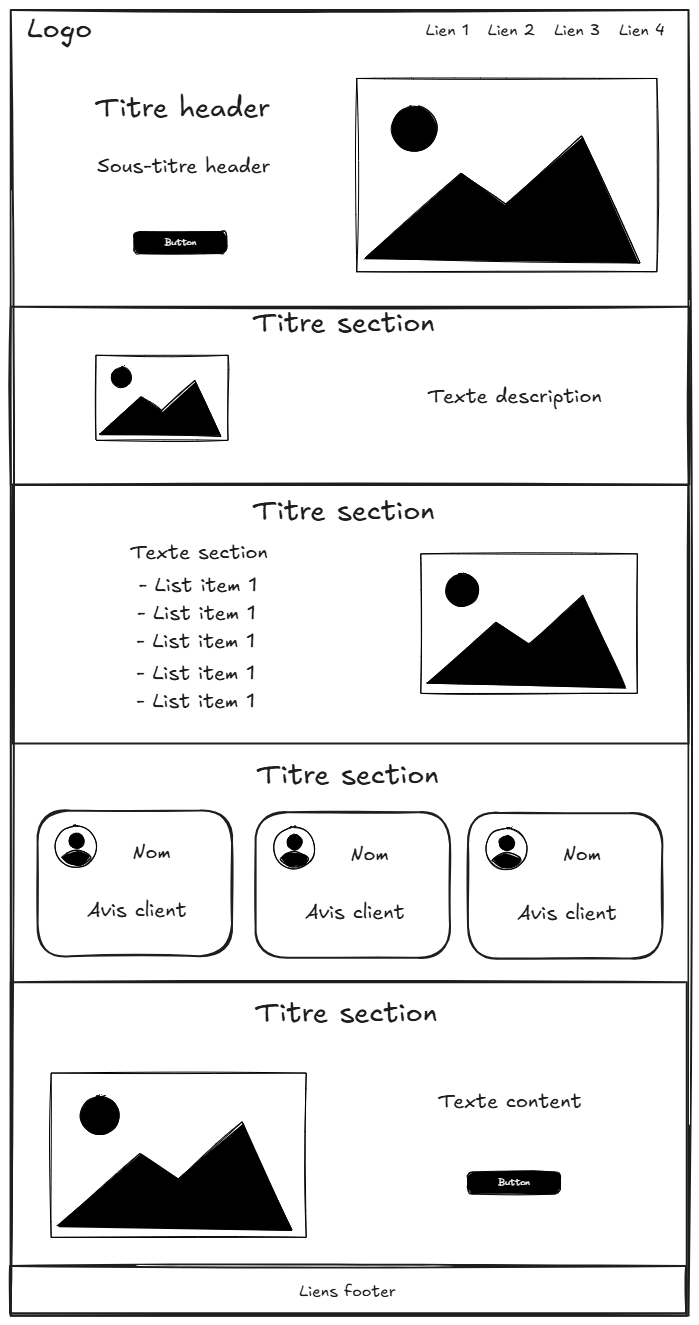 Logo
Lien 1 Lien 2 Lien 3 Lien 4
Titre header
Sous-titre header
Button
Titre section
Texte description
Titre section
Texte section
- List item 1
- List item 1
- List item 1
- List item 1
- List item 1
Titre section
Nom
Avis client
Nom
Avis client
Nom
Avis client
Titre section
Texte content
Button
Liens footer